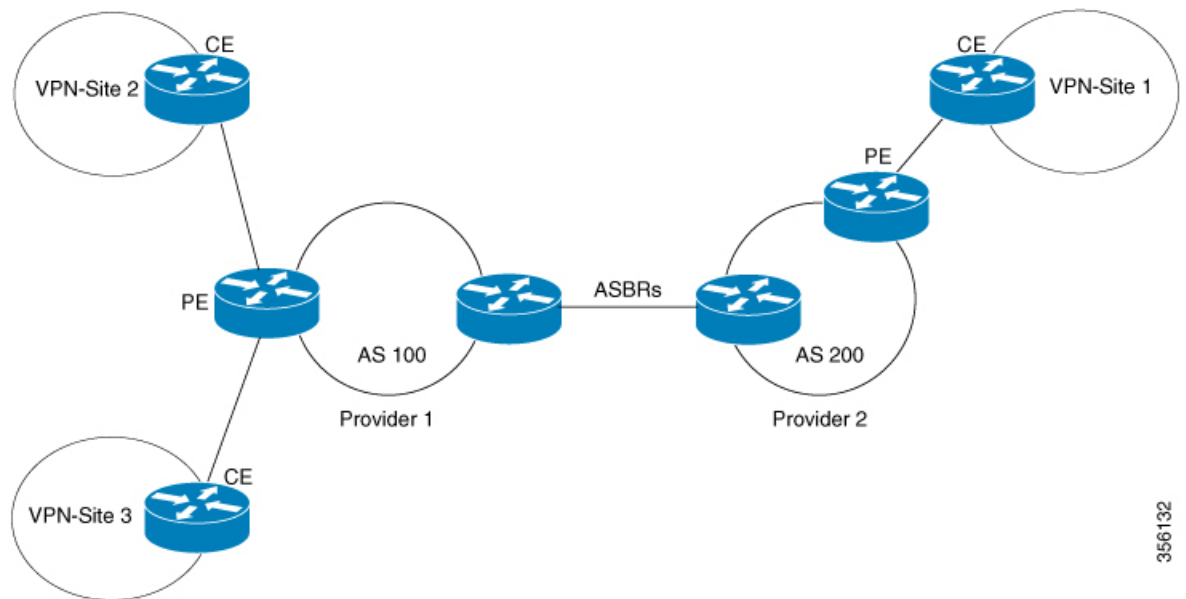 CE
VPN-Site 2
CE
VPN-Site 1
PE
PE
ASBRs
AS 100
AS 200
Provider 1
Provider 2
CE
VPN-Site 3
356132